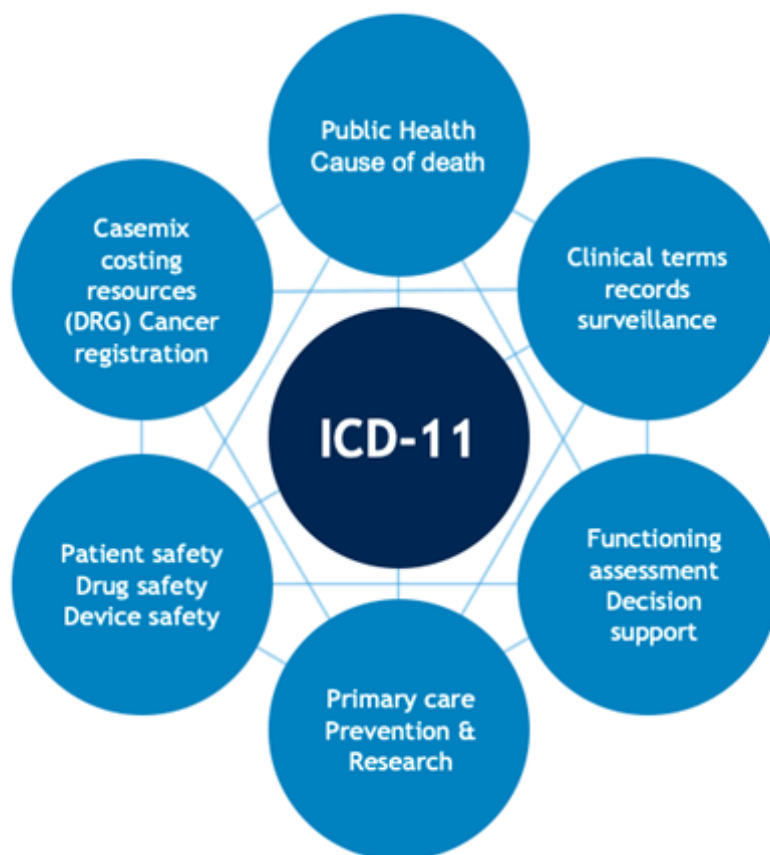 Public Health
Cause of death
Casemix
costing
resources
(DRG) Cancer
registration
Clinical terms
records
surveillance
ICD-11
Patient safety
Drug safety
Device safety
Functioning
assessment
Decision
support
Primary care
Prevention &
Research